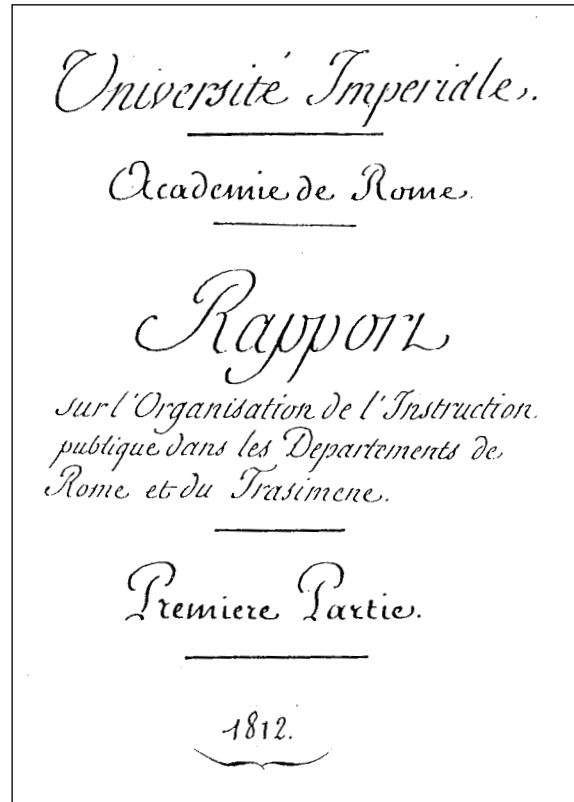 Université Imperiale.
Academie de Rome.
Rapport
sur l'Organisation de l'Instruction
publique dans les Departements de
Rome et du Trasimene.
Premiere Partie.
1812.